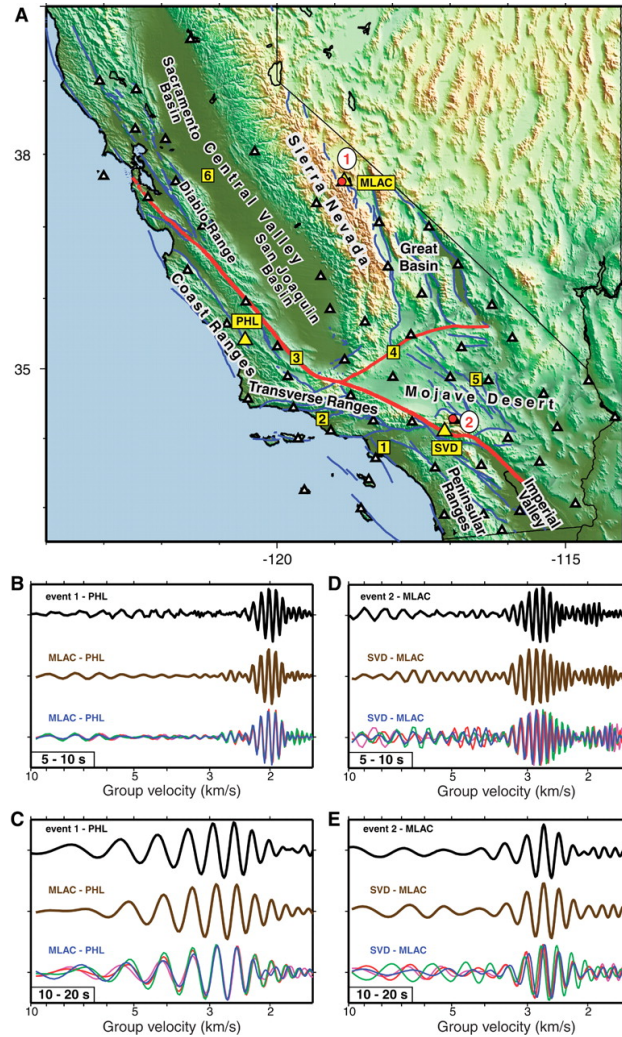 A
38
35
-120
-115
Sacramento Basin
Central Valley
San Joaquin Basin
Sierra Nevada
Diablo Range
Coast Ranges
Transverse Ranges
Great Basin
Mojave Desert
Peninsular Ranges
Imperial Valley
1
MLAC
6
PHL
3
4
5
2
2
SVD
1
B
event 1 - PHL
MLAC - PHL
MLAC - PHL
5 - 10 s
10 5 3 2
Group velocity (km/s)
D
event 2 - MLAC
SVD - MLAC
SVD - MLAC
5 - 10 s
10 5 3 2
Group velocity (km/s)
C
event 1 - PHL
MLAC - PHL
MLAC - PHL
10 - 20 s
10 5 3 2
Group velocity (km/s)
E
event 2 - MLAC
SVD - MLAC
SVD - MLAC
10 - 20 s
10 5 3 2
Group velocity (km/s)